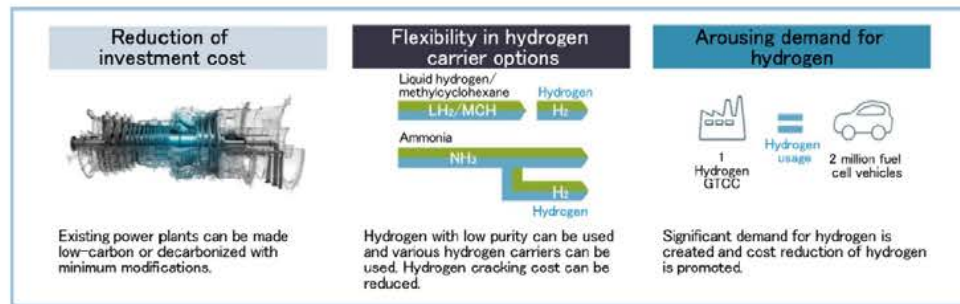 Reduction of
investment cost
Existing power plants can be made
low-carbon or decarbonized with
minimum modifications.
Flexibility in hydrogen
carrier options
Liquid hydrogen/
methylcyclohexane
Hydrogen
LH₂/MCH
H₂
Ammonia
NH₃
H₂
Hydrogen
Hydrogen with low purity can be used
and various hydrogen carriers can be
used. Hydrogen cracking cost can be
reduced.
Arousing demand for
hydrogen
1
Hydrogen
GTCC
Hydrogen
usage
2 million fuel
cell vehicles
Significant demand for hydrogen is
created and cost reduction of hydrogen
is promoted.